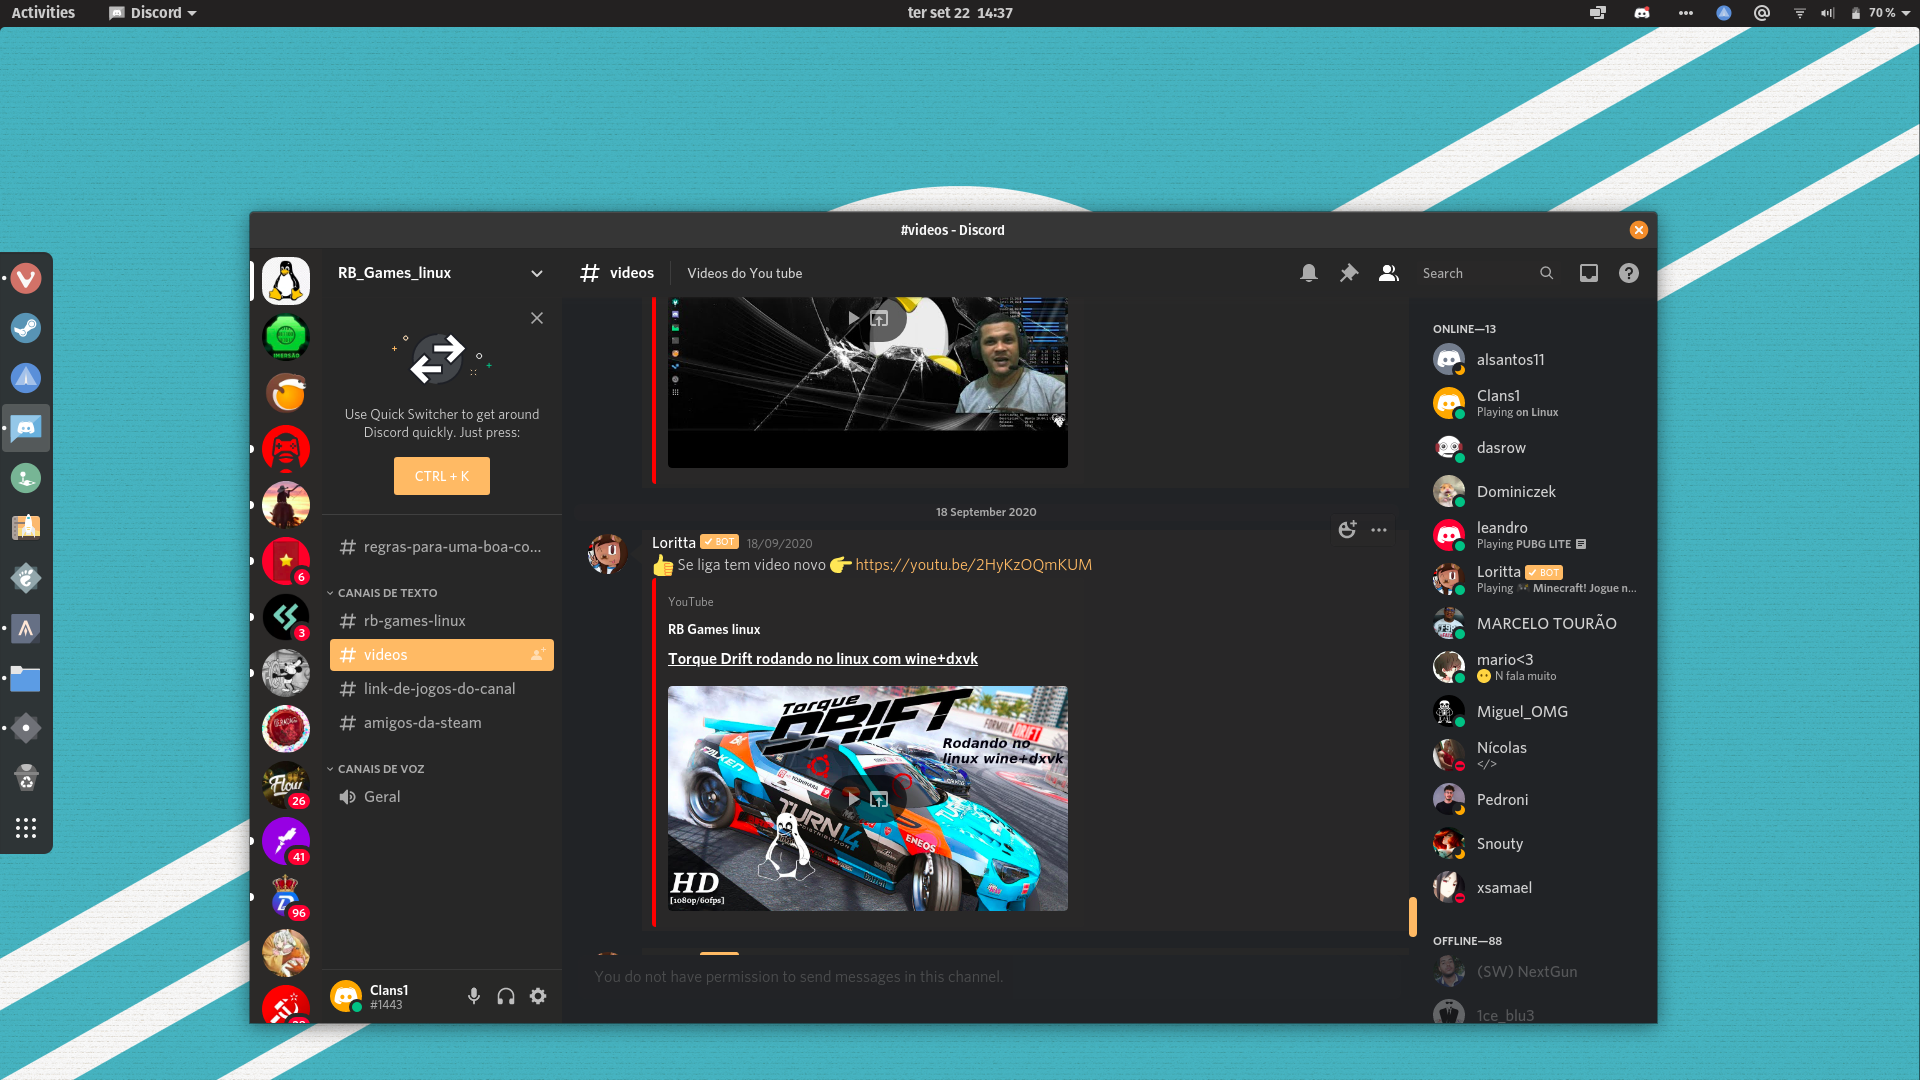 Activities
Discord
ter set 22 14:37
70 %
#videos - Discord
RB_Games_linux
Use Quick Switcher to get around
Discord quickly. Just press:
CTRL + K
regras-para-uma-boa-co...
CANAIS DE TEXTO
rb-games-linux
videos
link-de-jogos-do-canal
amigos-da-steam
CANAIS DE VOZ
Geral
6
3
26
41
96
Clans1
#1443
videos
Videos do You tube
Search
18 September 2020
Loritta BOT 18/09/2020
Se liga tem video novo https://youtu.be/2HyKzOQmKUM
YouTube
RB Games linux
Torque Drift rodando no linux com wine+dxvk
Torque
DRIFT
FORMULA DRIFT
Rodando no
linux wine+dxvk
FALKEN
TURN14
DISTRIBUTION
ENEOS
HD
[1080p/60fps]
You do not have permission to send messages in this channel.
ONLINE—13
alsantos11
Clans1
Playing on Linux
dasrow
Dominiczek
leandro
Playing PUBG LITE
Loritta BOT
Playing Minecraft! Jogue n...
MARCELO TOURÃO
mario<3
N fala muito
Miguel_OMG
Nícolas
</>
Pedroni
Snouty
xsamael
OFFLINE—88
(SW) NextGun
1ce_blu3